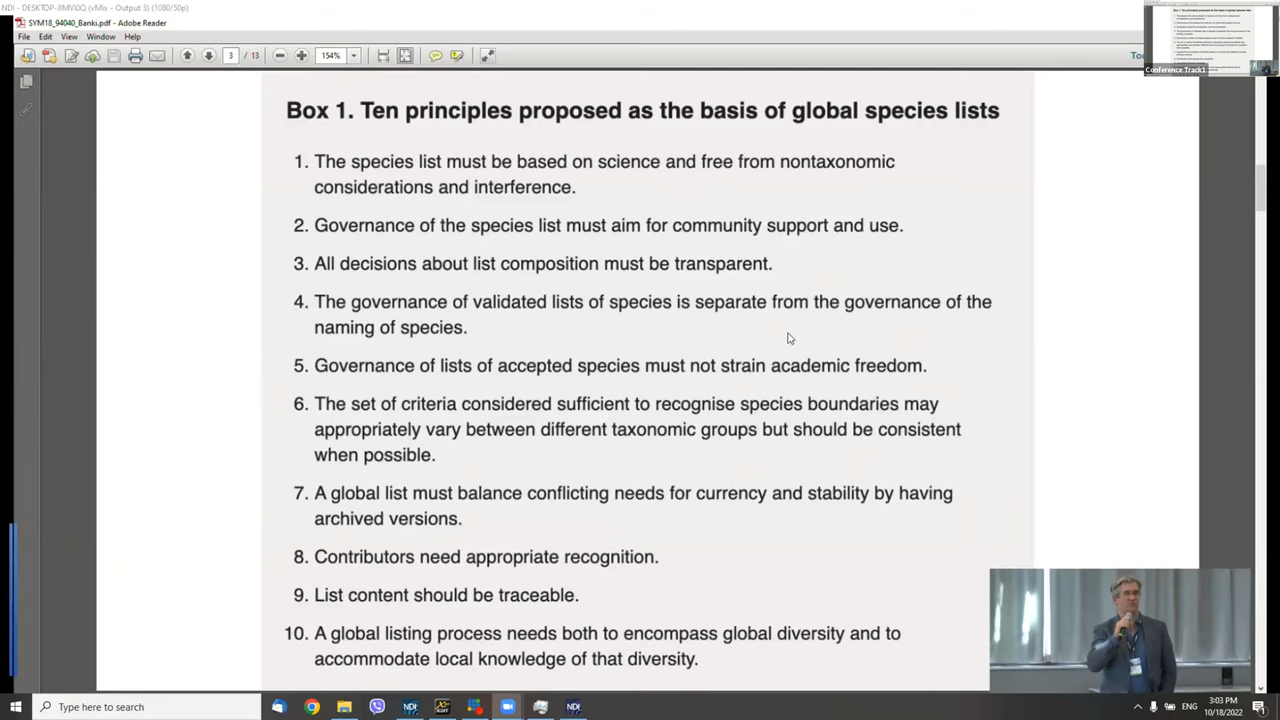 NDI - DESKTOP-JIMVI0Q (vMix - Output 3) (1080/50p)
SYM18_94040_Banki.pdf - Adobe Reader
File Edit View Window Help
3 / 13 154%
Box 1. Ten principles proposed as the basis of global species lists
1. The species list must be based on science and free from nontaxonomic
considerations and interference.
2. Governance of the species list must aim for community support and use.
3. All decisions about list composition must be transparent.
4. The governance of validated lists of species is separate from the governance of the
naming of species.
5. Governance of lists of accepted species must not strain academic freedom.
6. The set of criteria considered sufficient to recognise species boundaries may
appropriately vary between different taxonomic groups but should be consistent
when possible.
7. A global list must balance conflicting needs for currency and stability by having
archived versions.
8. Contributors need appropriate recognition.
9. List content should be traceable.
10. A global listing process needs both to encompass global diversity and to
accommodate local knowledge of that diversity.
Type here to search
ENG
3:03 PM
10/18/2022